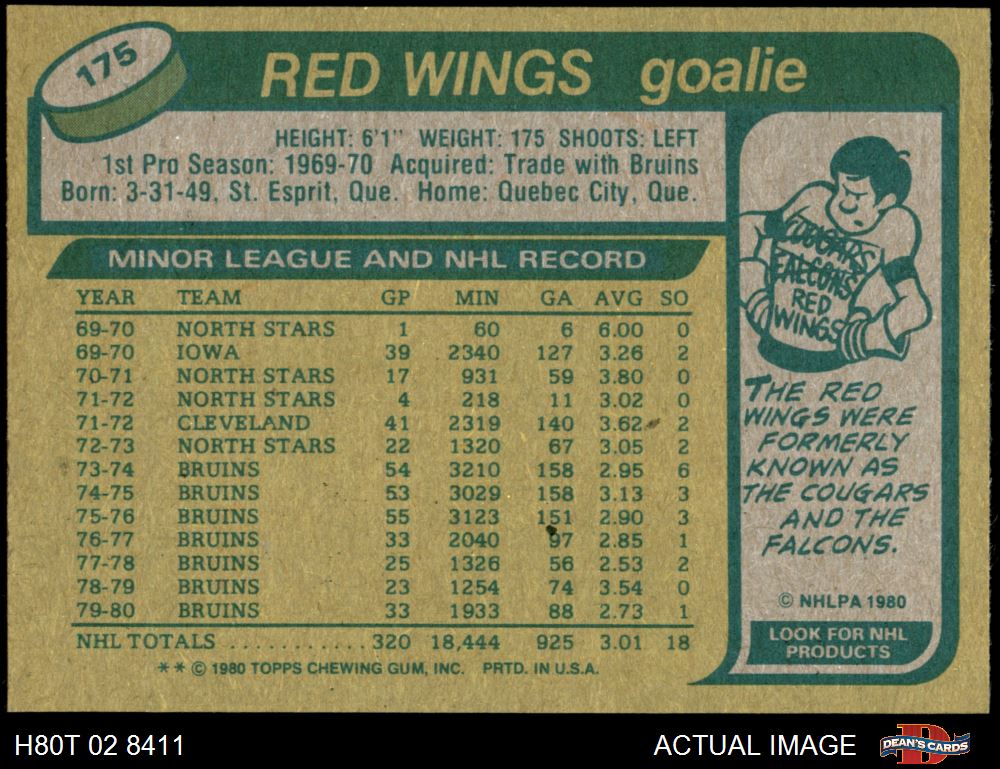 175
RED WINGS goalie
HEIGHT: 6'1" WEIGHT: 175 SHOOTS: LEFT
1st Pro Season: 1969-70 Acquired: Trade with Bruins
Born: 3-31-49, St. Esprit, Que. Home: Quebec City, Que.
MINOR LEAGUE AND NHL RECORD
YEAR TEAM GP MIN GA AVG SO
69-70 NORTH STARS 1 60 6 6.00 0
69-70 IOWA 39 2340 127 3.26 2
70-71 NORTH STARS 17 931 59 3.80 0
71-72 NORTH STARS 4 218 11 3.02 0
71-72 CLEVELAND 41 2319 140 3.62 2
72-73 NORTH STARS 22 1320 67 3.05 2
73-74 BRUINS 54 3210 158 2.95 6
74-75 BRUINS 53 3029 158 3.13 3
75-76 BRUINS 55 3123 151 2.90 3
76-77 BRUINS 33 2040 97 2.85 1
77-78 BRUINS 25 1326 56 2.53 2
78-79 BRUINS 23 1254 74 3.54 0
79-80 BRUINS 33 1933 88 2.73 1
NHL TOTALS ............ 320 18,444 925 3.01 18
** © 1980 TOPPS CHEWING GUM, INC. PRTD. IN U.S.A.
COUGARS
FALCONS
RED
WINGS
THE RED
WINGS WERE
FORMERLY
KNOWN AS
THE COUGARS
AND THE
FALCONS.
© NHLPA 1980
LOOK FOR NHL
PRODUCTS
H80T 02 8411
ACTUAL IMAGE
D
DEAN'S CARDS